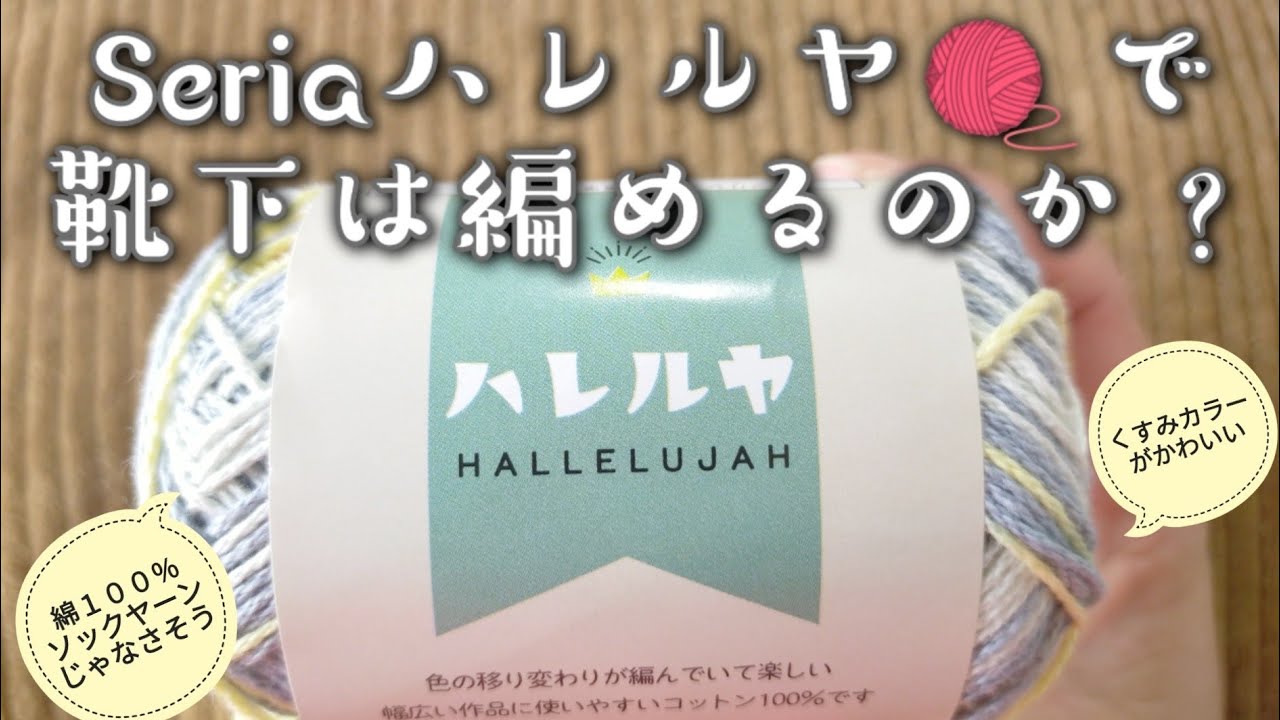 Seriaハレルヤで
靴下は編めるのか?
ハレルヤ
HALLELUJAH
くすみカラー
がかわいい
綿100%
ソックヤーン
じゃなさそう
色の移り変わりが編んでいて楽しい
幅広い作品に使いやすいコットン100%です